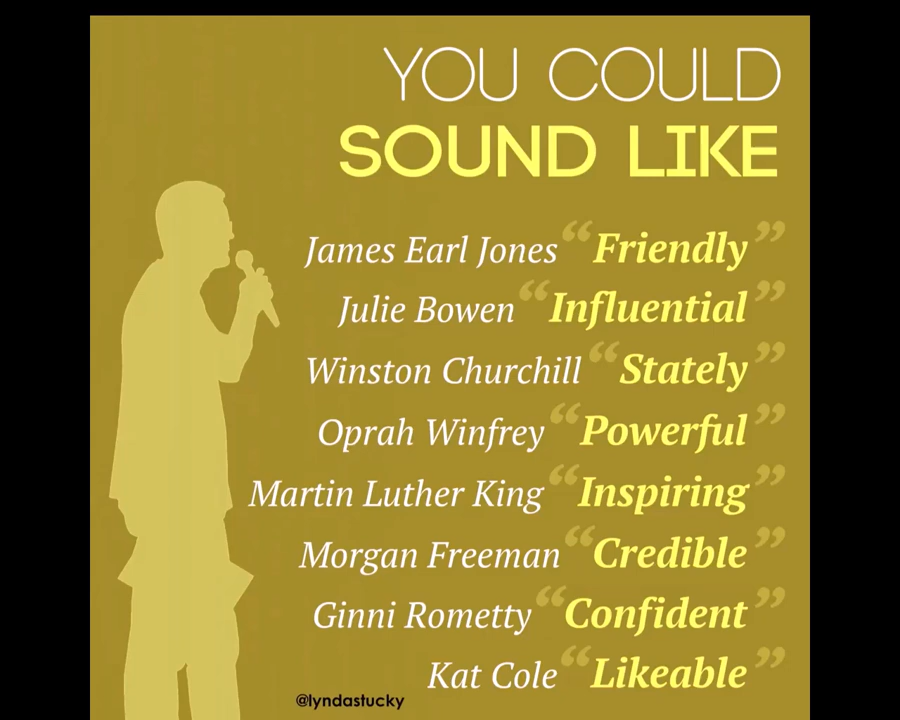 YOU COULD
SOUND LIKE
James Earl Jones “Friendly”
Julie Bowen “Influential”
Winston Churchill “Stately”
Oprah Winfrey “Powerful”
Martin Luther King “Inspiring”
Morgan Freeman “Credible”
Ginni Rometty “Confident”
Kat Cole “Likeable”
@lyndastucky